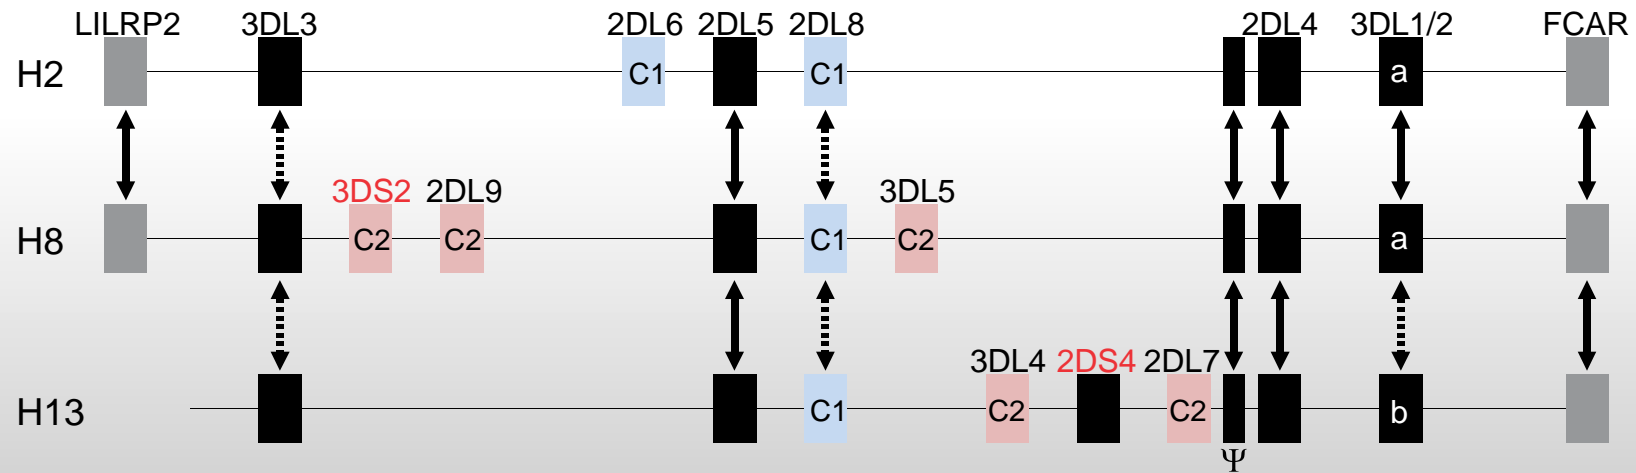 LILRP2 3DL3 2DL6 2DL5 2DL8 2DL4 3DL1/2 FCAR
H2 C1 C1 a
3DS2 2DL9 3DL5
H8 C2 C2 C1 C2 a
3DL4 2DS4 2DL7
H13 C1 C2 C2 b
Ψ